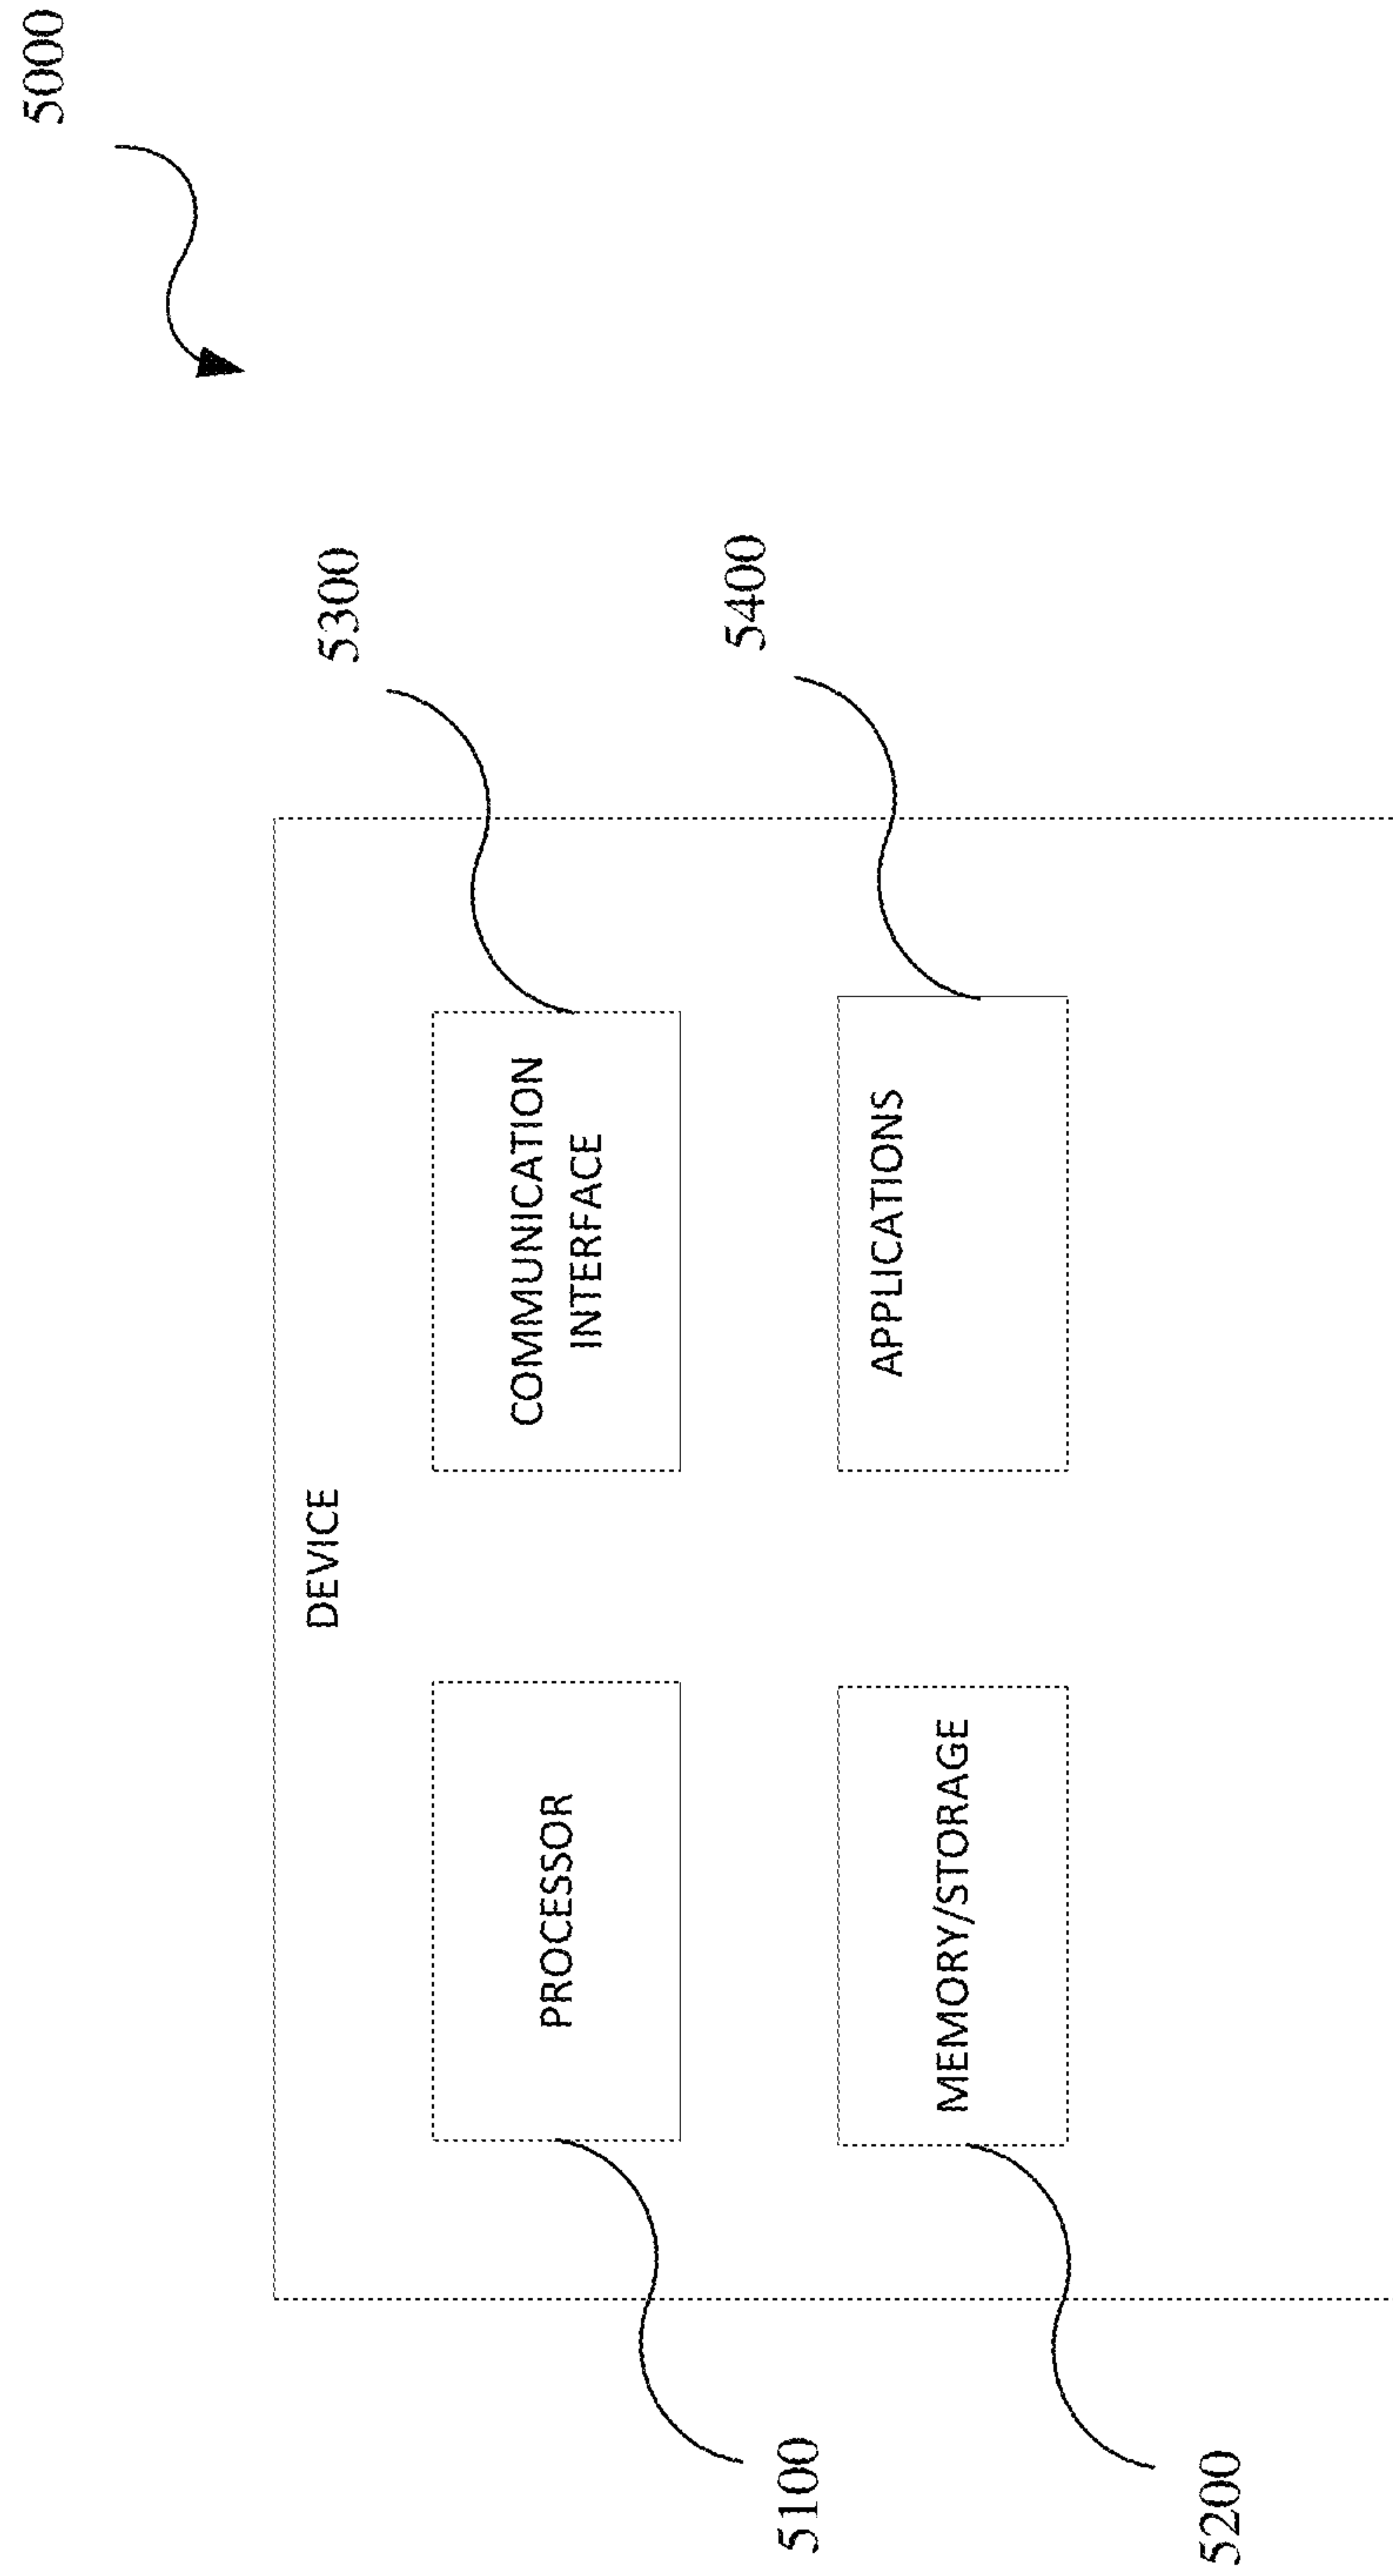 5000
DEVICE
5300
PROCESSOR
COMMUNICATION
INTERFACE
5100
5400
MEMORY/STORAGE
APPLICATIONS
5200